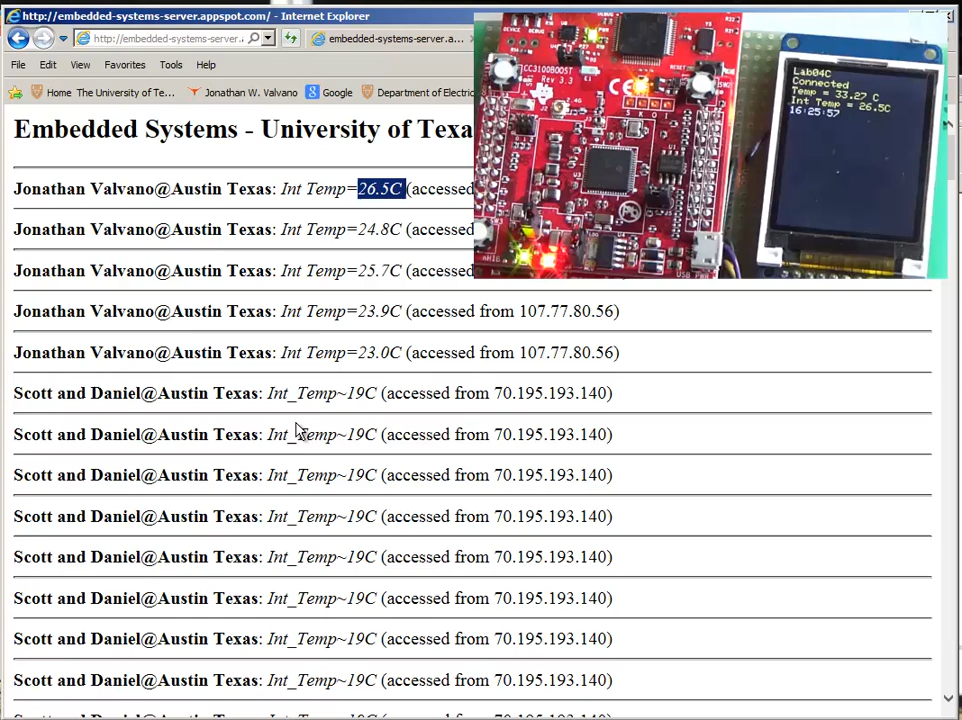 http://embedded-systems-server.appspot.com/ - Internet Explorer
http://embedded-systems-server.a
embedded-systems-server.a...
File Edit View Favorites Tools Help
Home The University of Te...
Jonathan W. Valvano
Google
Department of Electric
Embedded Systems - University of Texa
Jonathan Valvano@Austin Texas: Int Temp=26.5C (accessed
Jonathan Valvano@Austin Texas: Int Temp=24.8C (accessed
Jonathan Valvano@Austin Texas: Int Temp=25.7C (accessed
Jonathan Valvano@Austin Texas: Int Temp=23.9C (accessed from 107.77.80.56)
Jonathan Valvano@Austin Texas: Int Temp=23.0C (accessed from 107.77.80.56)
Scott and Daniel@Austin Texas: Int_Temp~19C (accessed from 70.195.193.140)
Scott and Daniel@Austin Texas: Int_Temp~19C (accessed from 70.195.193.140)
Scott and Daniel@Austin Texas: Int_Temp~19C (accessed from 70.195.193.140)
Scott and Daniel@Austin Texas: Int_Temp~19C (accessed from 70.195.193.140)
Scott and Daniel@Austin Texas: Int_Temp~19C (accessed from 70.195.193.140)
Scott and Daniel@Austin Texas: Int_Temp~19C (accessed from 70.195.193.140)
Scott and Daniel@Austin Texas: Int_Temp~19C (accessed from 70.195.193.140)
Scott and Daniel@Austin Texas: Int_Temp~19C (accessed from 70.195.193.140)
CC3100BOOST
Rev 3.3
CE
2.4G
RESET
USB PWR
Lab04C
Connected
Temp = 33.27 C
Int Temp = 26.5C
16:25:57